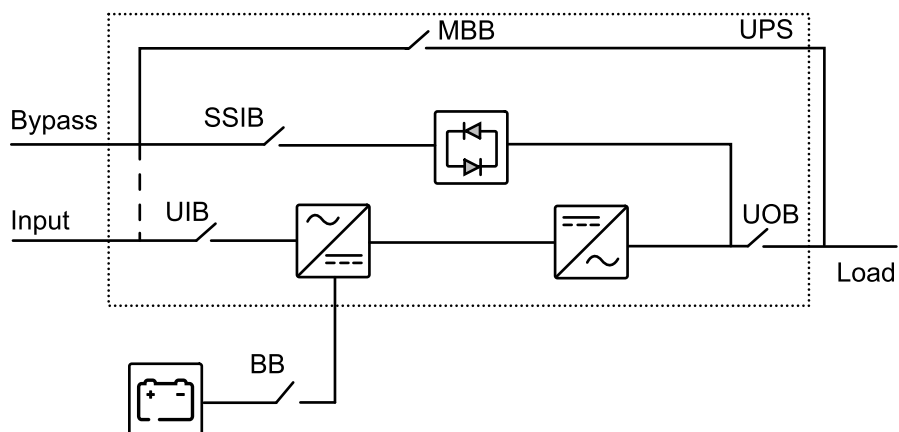 MBB
UPS
Bypass
SSIB
Input
UIB
UOB
Load
BB